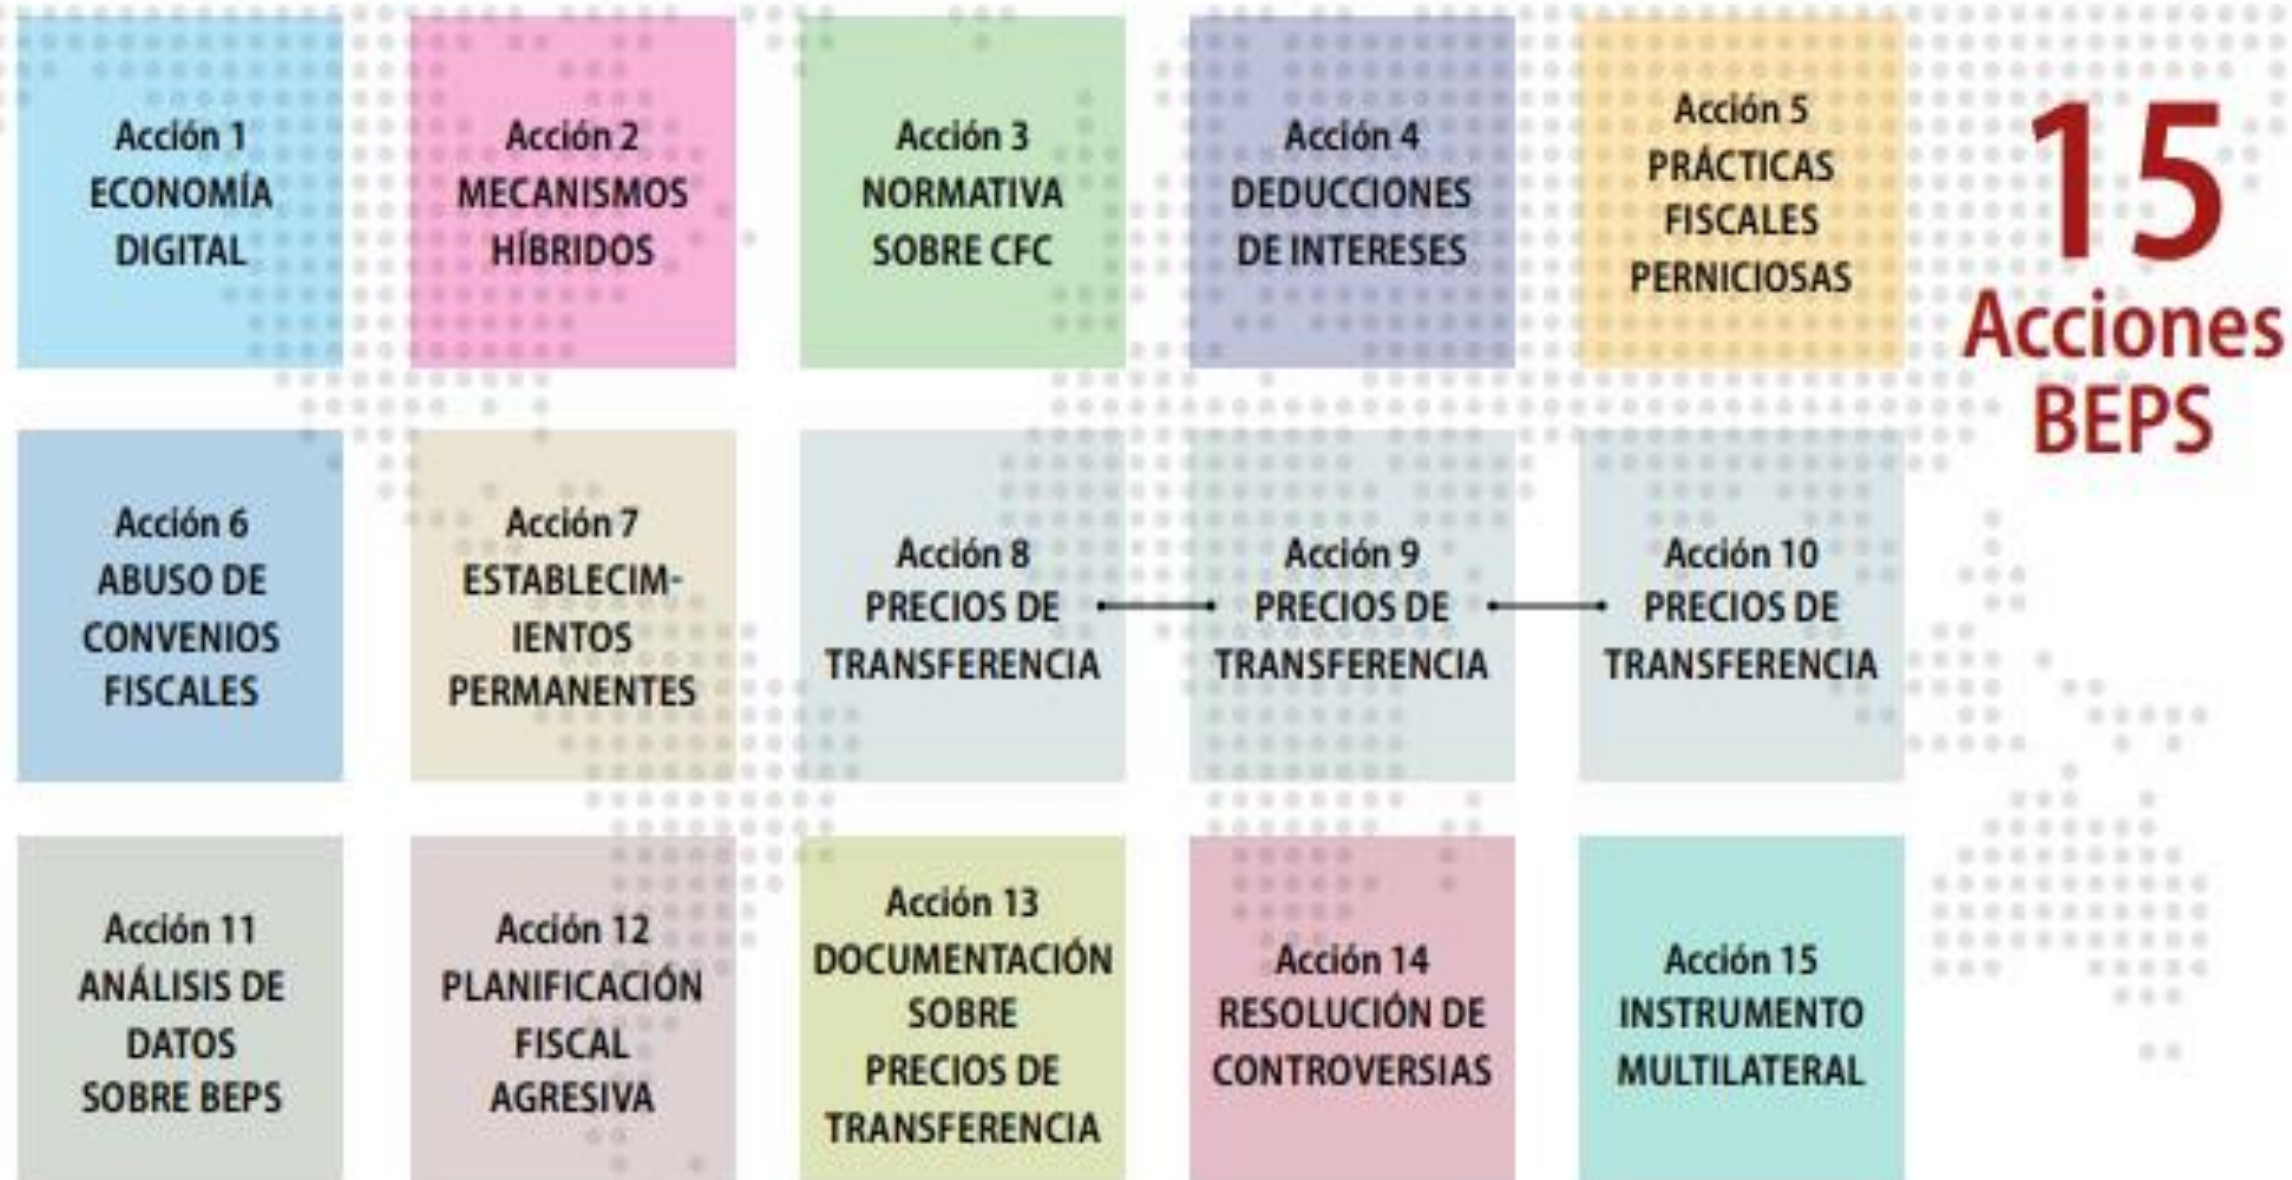 Acción 1
ECONOMÍA
DIGITAL
Acción 2
MECANISMOS
HÍBRIDOS
Acción 3
NORMATIVA
SOBRE CFC
Acción 4
DEDUCCIONES
DE INTERESES
Acción 5
PRÁCTICAS
FISCALES
PERNICIOSAS
15
Acciones
BEPS
Acción 6
ABUSO DE
CONVENIOS
FISCALES
Acción 7
ESTABLECIM-
IENTOS
PERMANENTES
Acción 8
PRECIOS DE
TRANSFERENCIA
Acción 9
PRECIOS DE
TRANSFERENCIA
Acción 10
PRECIOS DE
TRANSFERENCIA
Acción 11
ANÁLISIS DE
DATOS
SOBRE BEPS
Acción 12
PLANIFICACIÓN
FISCAL
AGRESIVA
Acción 13
DOCUMENTACIÓN
SOBRE
PRECIOS DE
TRANSFERENCIA
Acción 14
RESOLUCIÓN DE
CONTROVERSIAS
Acción 15
INSTRUMENTO
MULTILATERAL